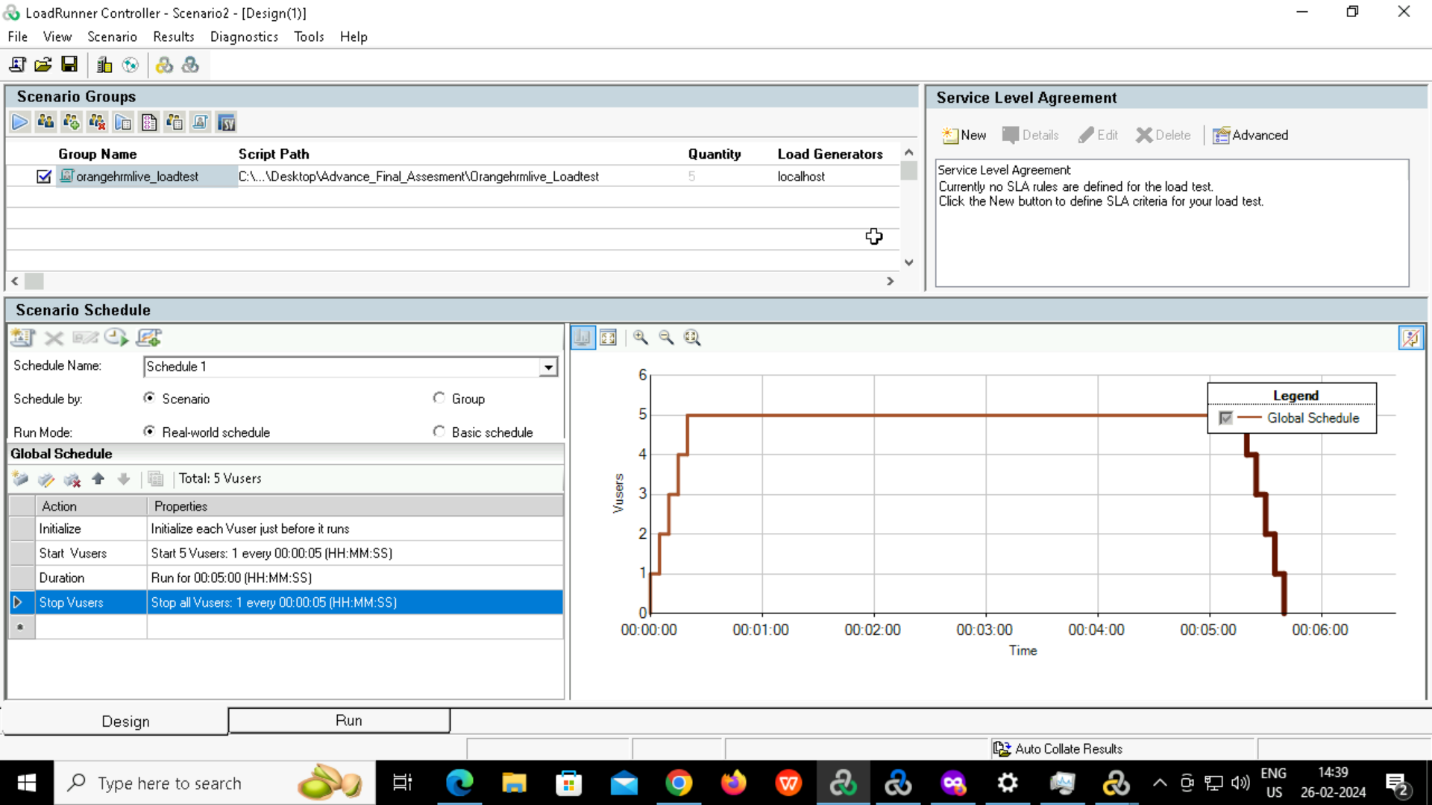 LoadRunner Controller - Scenario2 - [Design(1)]
File View Scenario Results Diagnostics Tools Help
Scenario Groups
Group Name Script Path Quantity Load Generators
orangehrmlive_loadtest C:\...\Desktop\Advance_Final_Assesment\Orangehrmlive_Loadtest 5 localhost
Service Level Agreement
New Details Edit Delete Advanced
Service Level Agreement
Currently no SLA rules are defined for the load test.
Click the New button to define SLA criteria for your load test.
Scenario Schedule
Schedule Name: Schedule 1
Schedule by: Scenario Group
Run Mode: Real-world schedule Basic schedule
Global Schedule
Total: 5 Vusers
Action Properties
Initialize Initialize each Vuser just before it runs
Start Vusers Start 5 Vusers: 1 every 00:00:05 (HH:MM:SS)
Duration Run for 00:05:00 (HH:MM:SS)
Stop Vusers Stop all Vusers: 1 every 00:00:05 (HH:MM:SS)
*
Legend
Global Schedule
Vusers
6
5
4
3
2
1
0
00:00:00 00:01:00 00:02:00 00:03:00 00:04:00 00:05:00 00:06:00
Time
Design Run
Auto Collate Results
Type here to search
ENG
US
14:39
26-02-2024
2